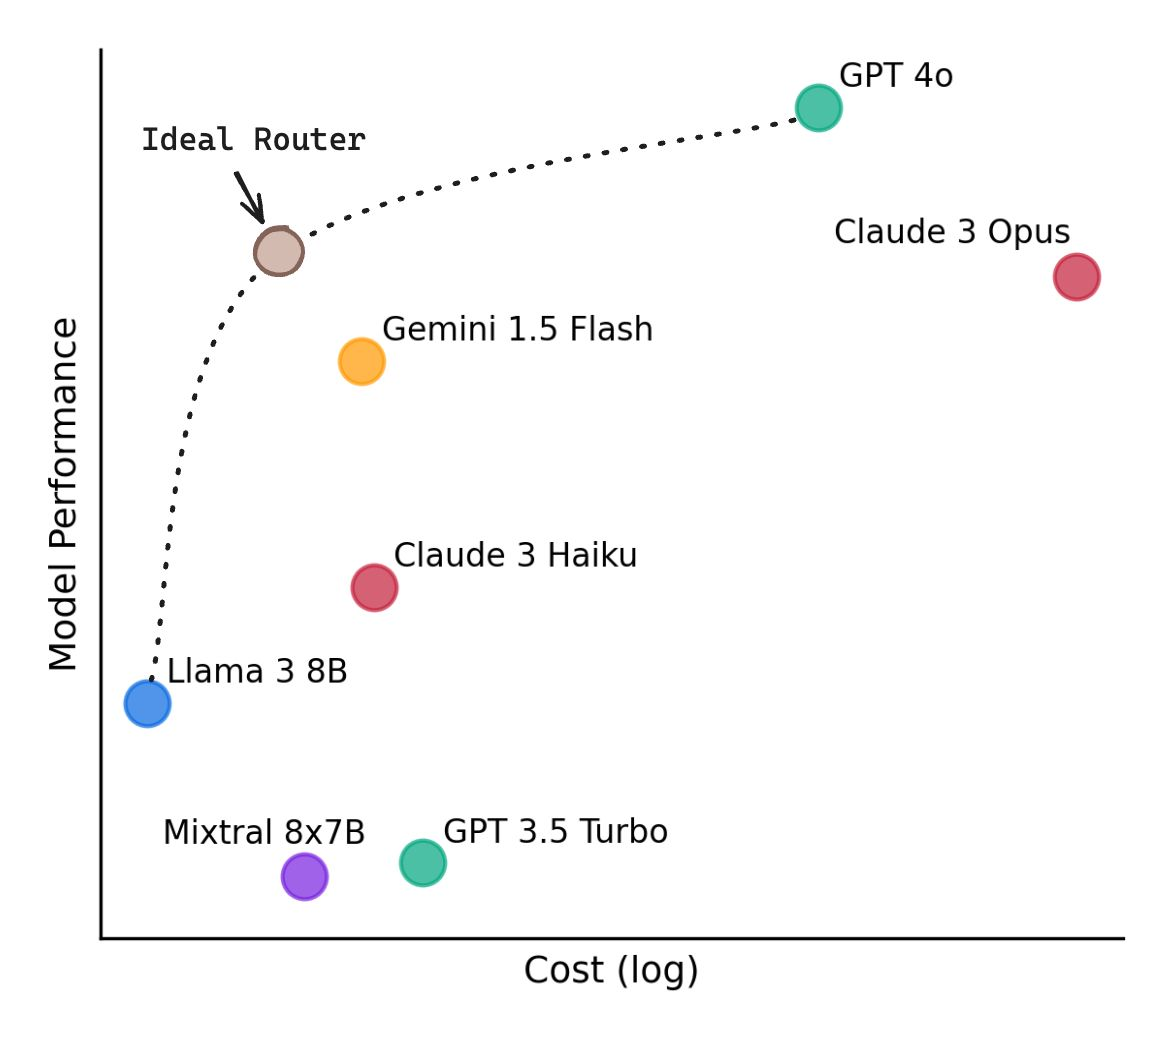 GPT 4o
Ideal Router
Claude 3 Opus
Gemini 1.5 Flash
Model Performance
Claude 3 Haiku
Llama 3 8B
Mixtral 8x7B
GPT 3.5 Turbo
Cost (log)